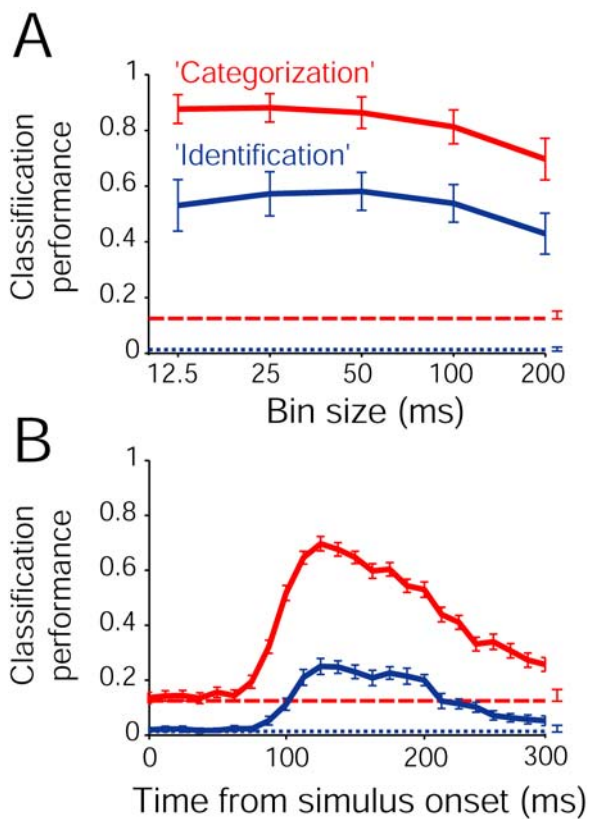 A
'Categorization'
'Identification'
Classifiication
performance
1
0.8
0.6
0.4
0.2
0
12.5 25 50 100 200
Bin size (ms)
B
Classification
performance
1
0.8
0.6
0.4
0.2
0
0 100 200 300
Time from simulus onset (ms)